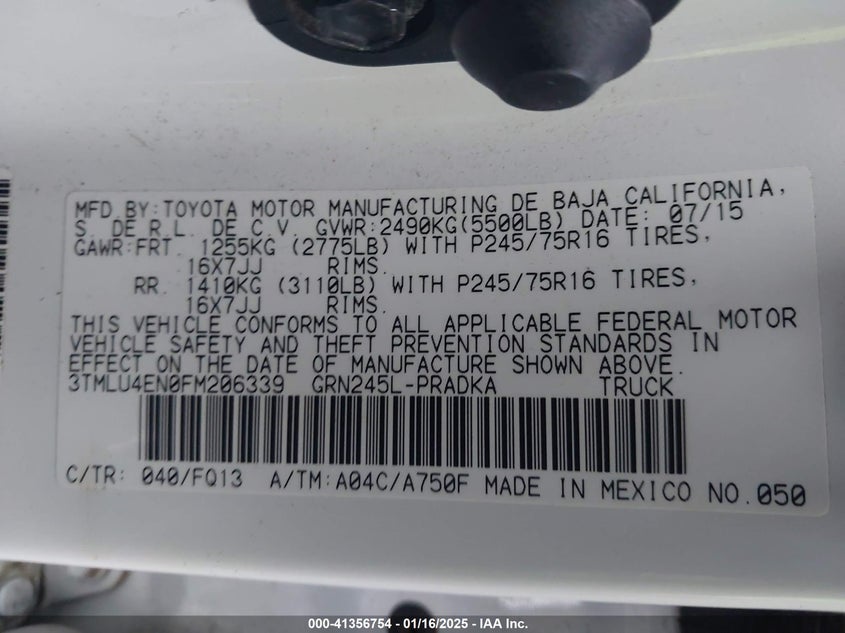 MFD BY:TOYOTA MOTOR MANUFACTURING DE BAJA CALIFORNIA,
S. DE R.L. DE C.V. GVWR:2490KG(5500LB) DATE: 07/15
GAWR:FRT. 1255KG (2775LB) WITH P245/75R16 TIRES,
16X7JJ RIMS.
RR. 1410KG (3110LB) WITH P245/75R16 TIRES,
16X7JJ RIMS.
THIS VEHICLE CONFORMS TO ALL APPLICABLE FEDERAL MOTOR
VEHICLE SAFETY AND THEFT PREVENTION STANDARDS IN
EFFECT ON THE DATE OF MANUFACTURE SHOWN ABOVE.
3TMLU4EN0FM206339 GRN245L-PRADKA TRUCK
C/TR: 040/FQ13 A/TM:A04C/A750F MADE IN MEXICO NO.050
000-41356754 - 01/16/2025 - IAA Inc.